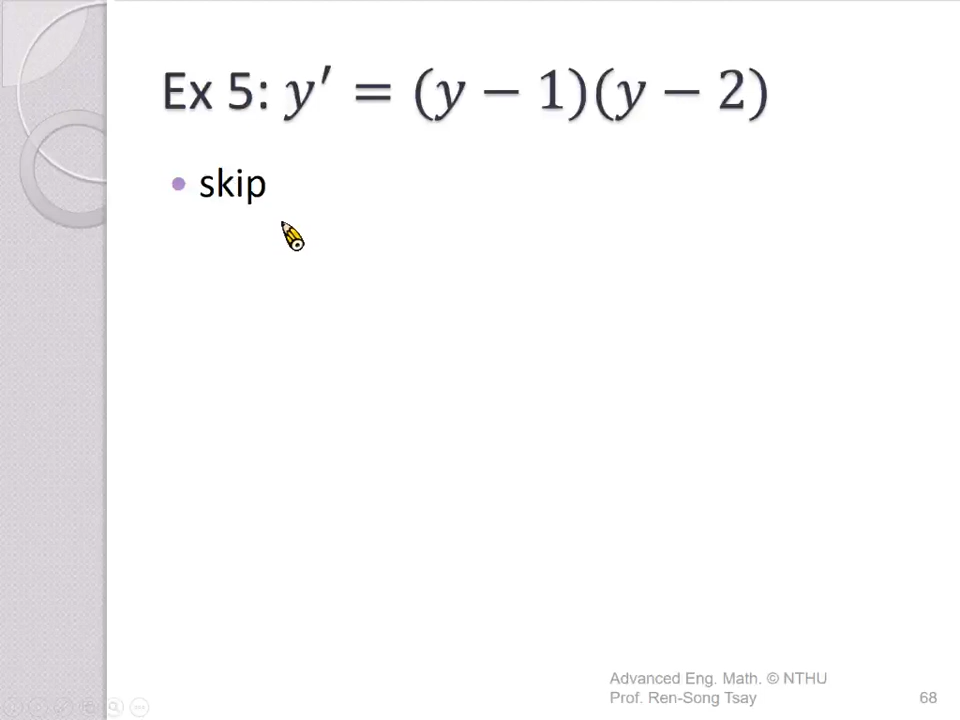 Ex 5: 𝑦′ = (𝑦 − 1)(𝑦 − 2)
• skip
Advanced Eng. Math. © NTHU
Prof. Ren-Song Tsay 68